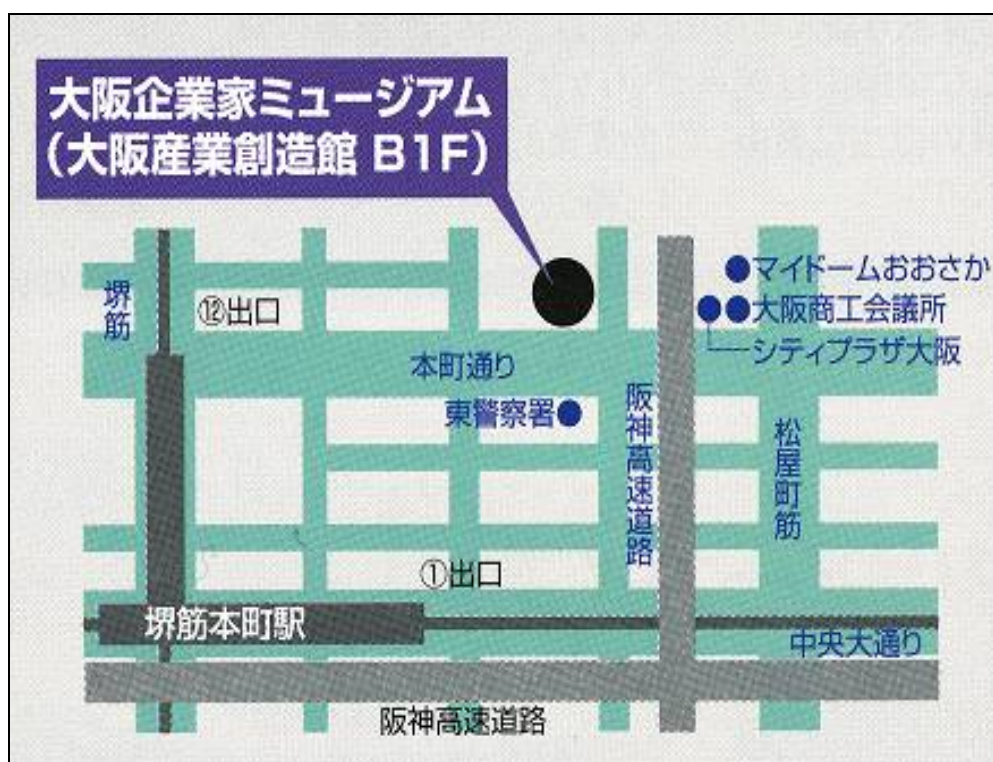 大阪企業家ミュージアム
（大阪産業創造館 B1F）
堺筋
⑫出口
●マイドームおおさか
●●大阪商工会議所
シティプラザ大阪
本町通り
東警察署●
阪神高速道路
松屋町筋
①出口
堺筋本町駅
中央大通り
阪神高速道路